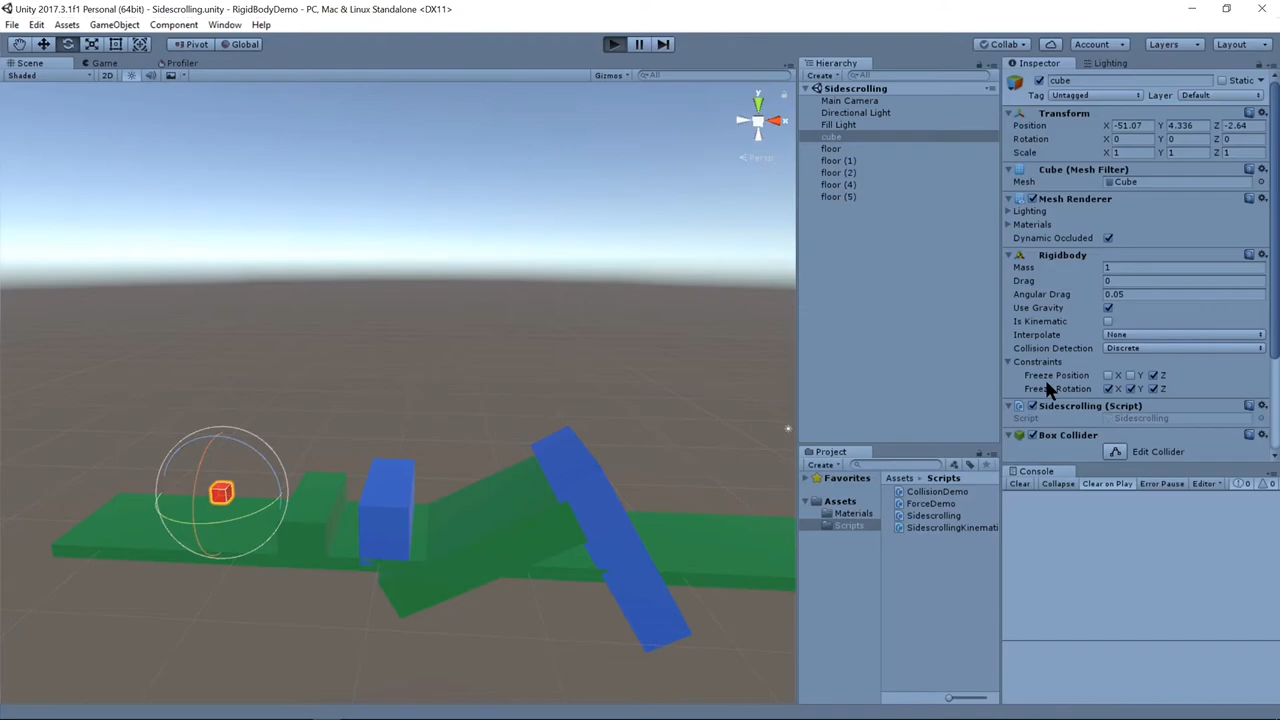 Unity 2017.3.1f1 Personal (64bit) - Sidescrolling.unity - RigidBodyDemo - PC, Mac & Linux Standalone <DX11>
File Edit Assets GameObject Component Window Help
Pivot Global Collab Account Layers Layout
Scene Game Profiler
Shaded 2D Gizmos All
y
x
Persp
Hierarchy
Create All
Sidescrolling
Main Camera
Directional Light
Fill Light
cube
floor
floor (1)
floor (2)
floor (4)
floor (5)
Project
Create
Favorites
Assets
Materials
Scripts
Assets Scripts
CollisionDemo
ForceDemo
Sidescrolling
SidescrollingKinemati
Inspector Lighting
cube Static
Tag Untagged Layer Default
Transform
Position X -51.07 Y 4.336 Z -2.64
Rotation X 0 Y 0 Z 0
Scale X 1 Y 1 Z 1
Cube (Mesh Filter)
Mesh Cube
Mesh Renderer
Lighting
Materials
Dynamic Occluded
Rigidbody
Mass 1
Drag 0
Angular Drag 0.05
Use Gravity
Is Kinematic
Interpolate None
Collision Detection Discrete
Constraints
Freeze Position X Y Z
Freeze Rotation X Y Z
Sidescrolling (Script)
Script Sidescrolling
Box Collider
Edit Collider
Console
Clear Collapse Clear on Play Error Pause Editor 0 0